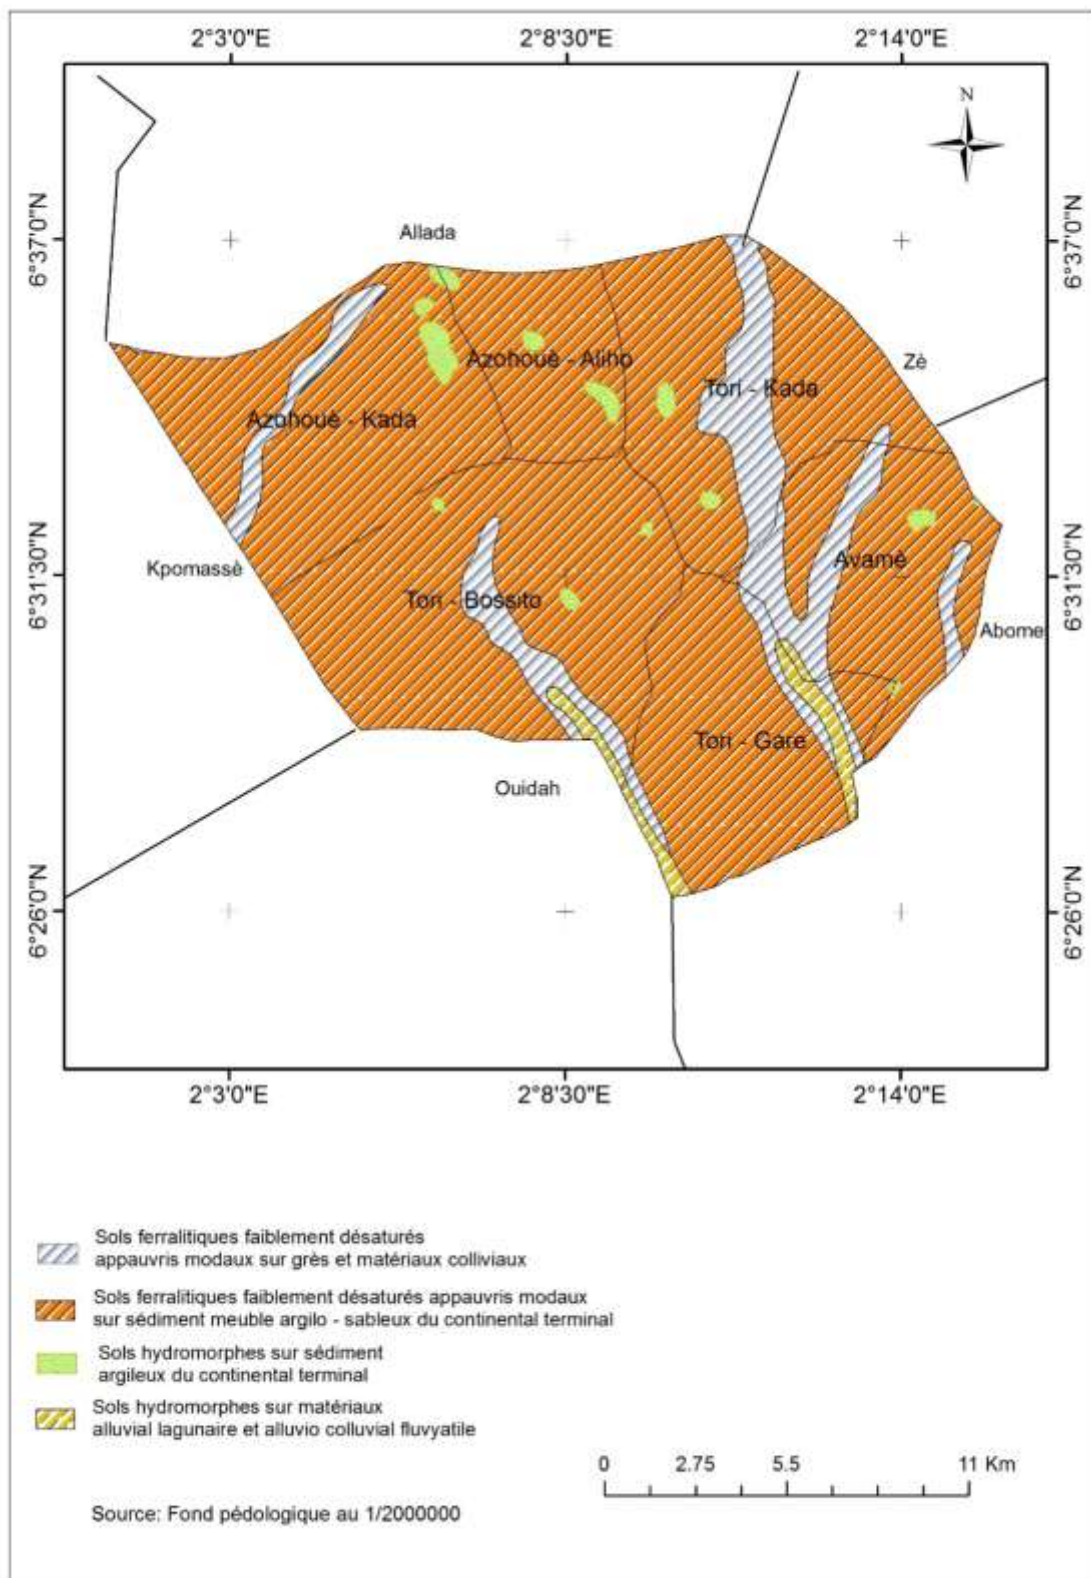 2°3'0"E
2°8'30"E
2°14'0"E
N
6°37'0"N
6°37'0"N
Allada
Azohouè - Aliho
Zè
Tori - Kada
Azohouè - Kada
Kpomassè
Avamè
6°31'30"N
6°31'30"N
Tori - Bossito
Abome
Tori - Gare
Ouidah
6°26'0"N
6°26'0"N
2°3'0"E
2°8'30"E
2°14'0"E
Sols ferralitiques faiblement désaturés
appauvris modaux sur grès et matériaux colliviaux
Sols ferralitiques faiblement désaturés appauvris modaux
sur sédiment meuble argilo - sableux du continental terminal
Sols hydromorphes sur sédiment
argileux du continental terminal
Sols hydromorphes sur matériaux
alluvial lagunaire et alluvio colluvial fluvyatile
0 2.75 5.5 11 Km
Source: Fond pédologique au 1/2000000